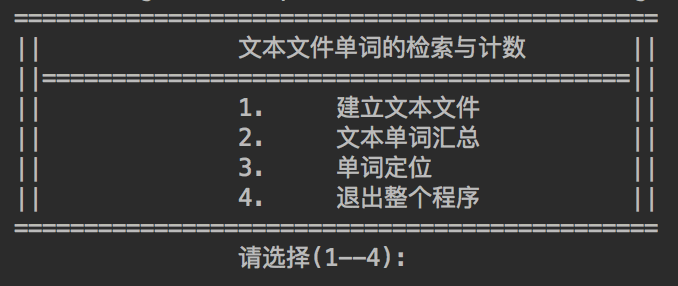 ==============================================
||              文本文件单词的检索与计数              ||
||==========================================||
||              1.     建立文本文件              ||
||              2.     文本单词汇总              ||
||              3.     单词定位                  ||
||              4.     退出整个程序              ||
==============================================
请选择(1——4):